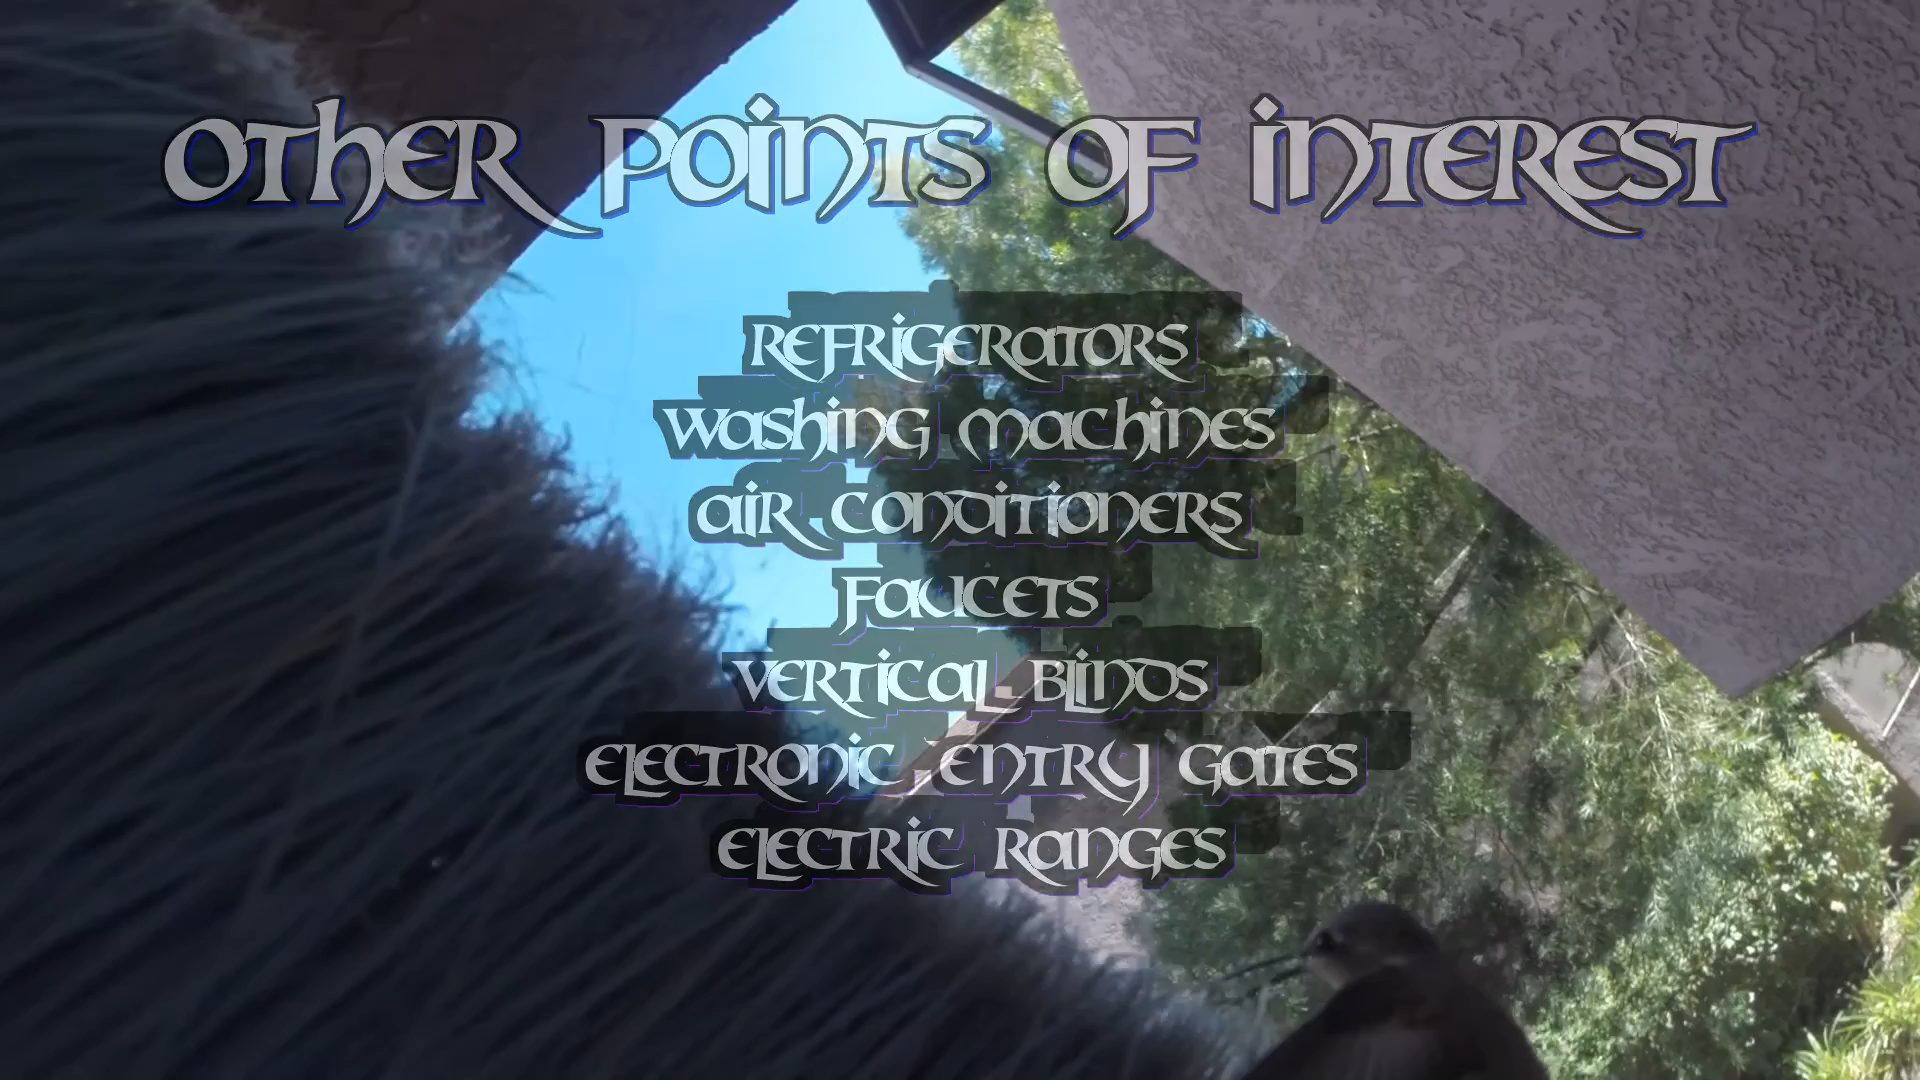 Other Points of Interest
Refrigerators
Washing Machines
Air Conditioners
Faucets
Vertical Blinds
Electronic Entry Gates
Electric Ranges